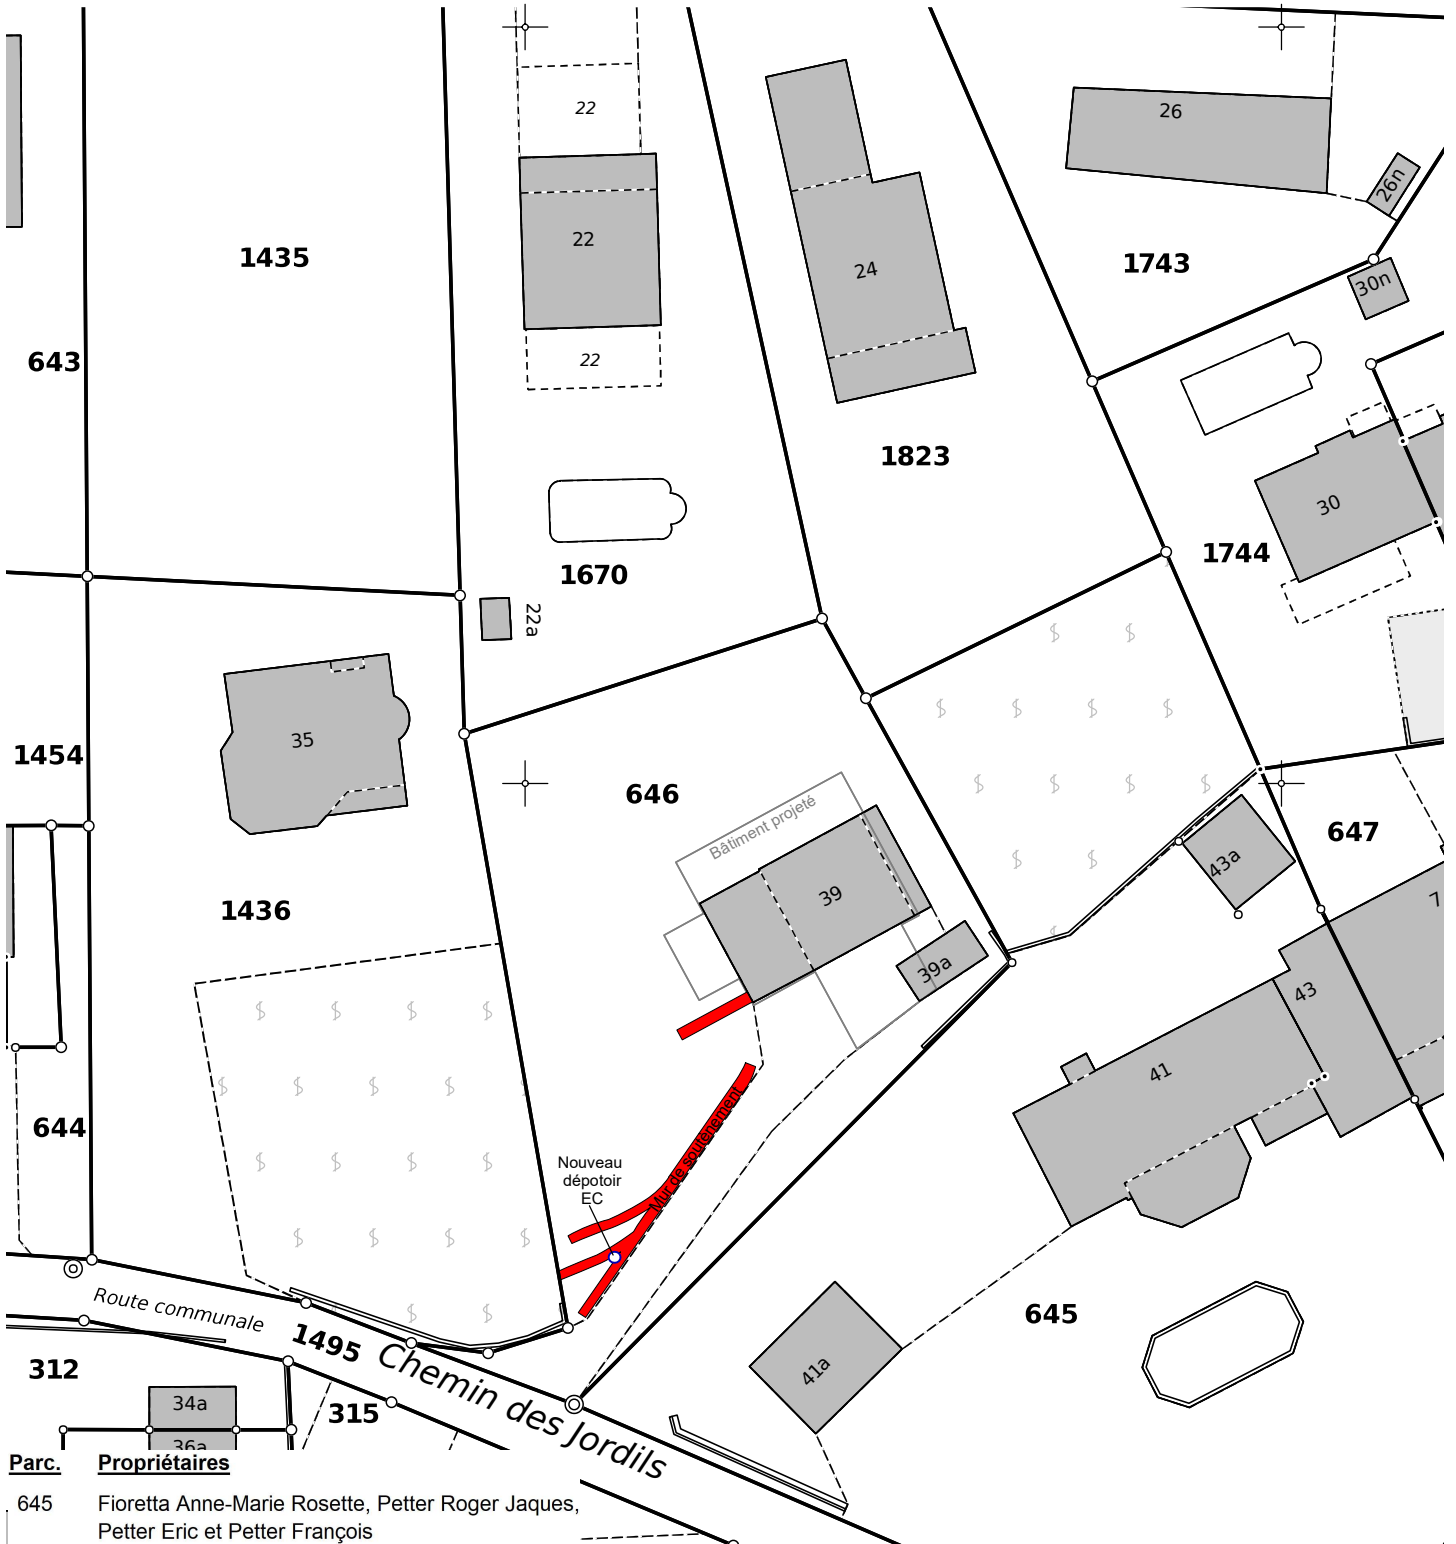 22
26
26n
1435
22
24
1743
30n
643
22
1823
30
1744
1670
22a
35
1454
646
Bâtiment projeté
647
43a
39
7
1436
39a
43
41
644
Mur de soutènement
Nouveau
dépotoir
EC
Route communale
1495
Chemin des Jordils
645
41a
312
34a
315
36a
Parc. Propriétaires
645 Fioretta Anne-Marie Rosette, Petter Roger Jaques,
Petter Eric et Petter François